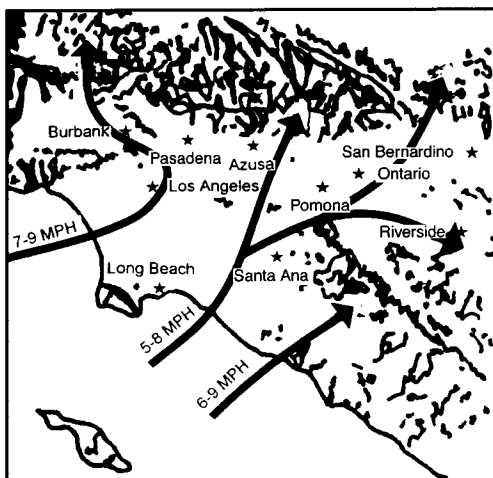 Burbank
Pasadena
Azusa
San Bernardino
Ontario
Los Angeles
Pomona
Riverside
7-9 MPH
Long Beach
Santa Ana
5-8 MPH
6-9 MPH